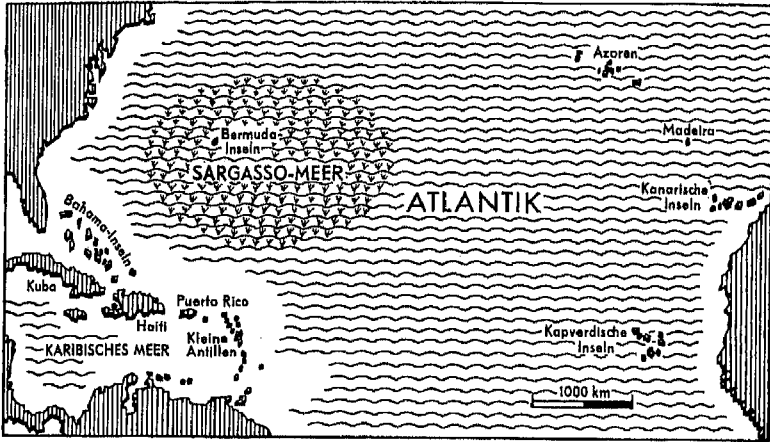 Azoren
Bermuda-
Inseln
Madeira
SARGASSO-MEER
Kanarische
Inseln
ATLANTIK
Bahama-Inseln
Kuba
Puerto Rico
Haiti
Kleine
Antillen
KARIBISCHES MEER
Kapverdische
Inseln
1000 km